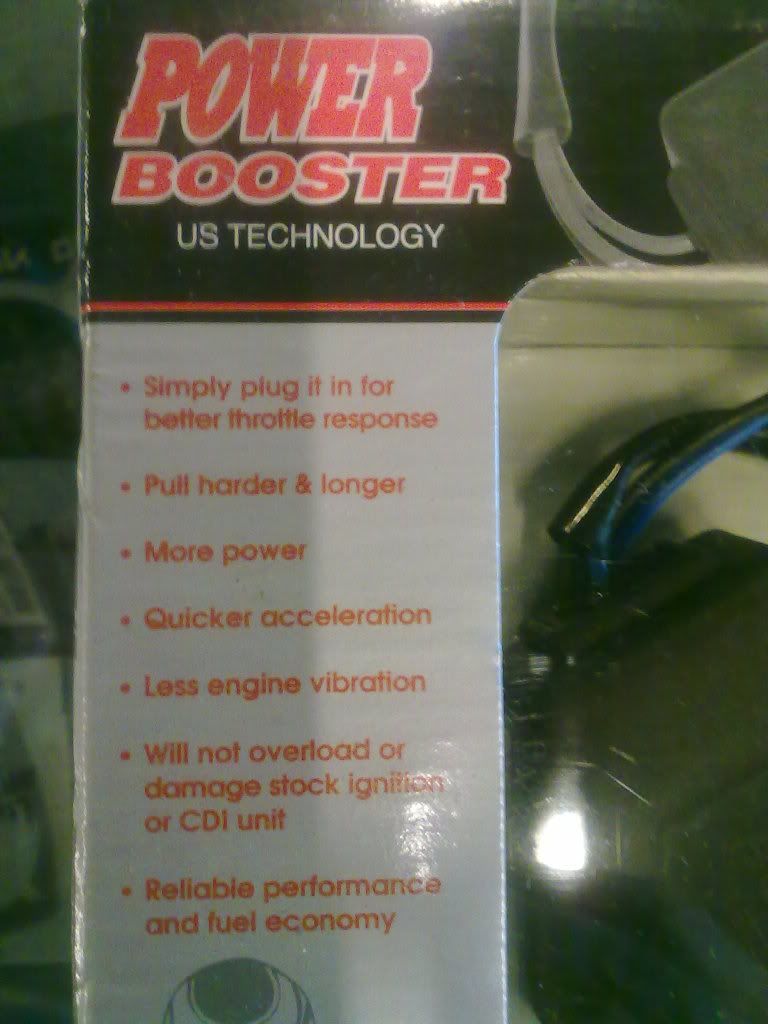 POWER
BOOSTER
US TECHNOLOGY
• Simply plug it in for
better throttle response
• Pull harder & longer
• More power
• Quicker acceleration
• Less engine vibration
• Will not overload or
damage stock ignition
or CDI unit
• Reliable performance
and fuel economy